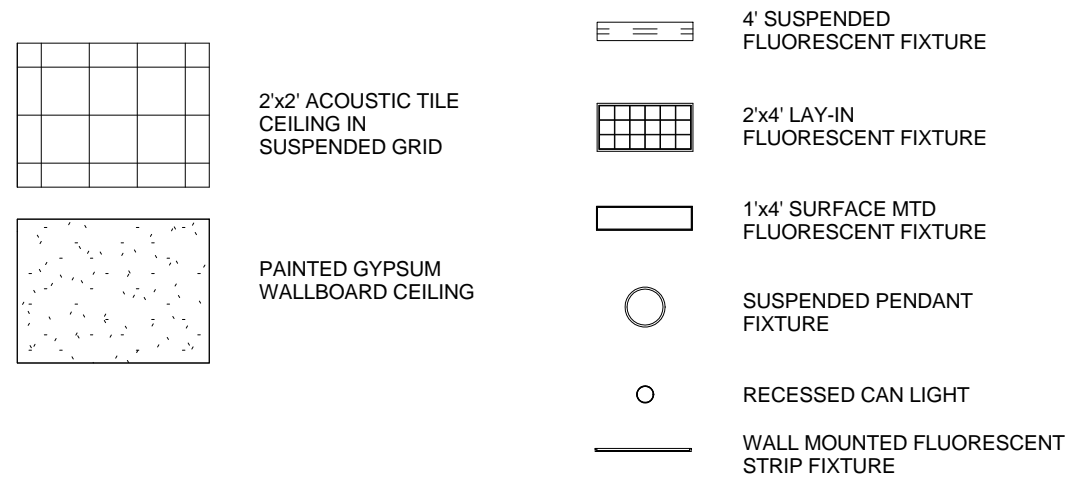 2'x2' ACOUSTIC TILE
CEILING IN
SUSPENDED GRID
PAINTED GYPSUM
WALLBOARD CEILING
4' SUSPENDED
FLUORESCENT FIXTURE
2'x4' LAY-IN
FLUORESCENT FIXTURE
1'x4' SURFACE MTD
FLUORESCENT FIXTURE
SUSPENDED PENDANT
FIXTURE
RECESSED CAN LIGHT
WALL MOUNTED FLUORESCENT
STRIP FIXTURE